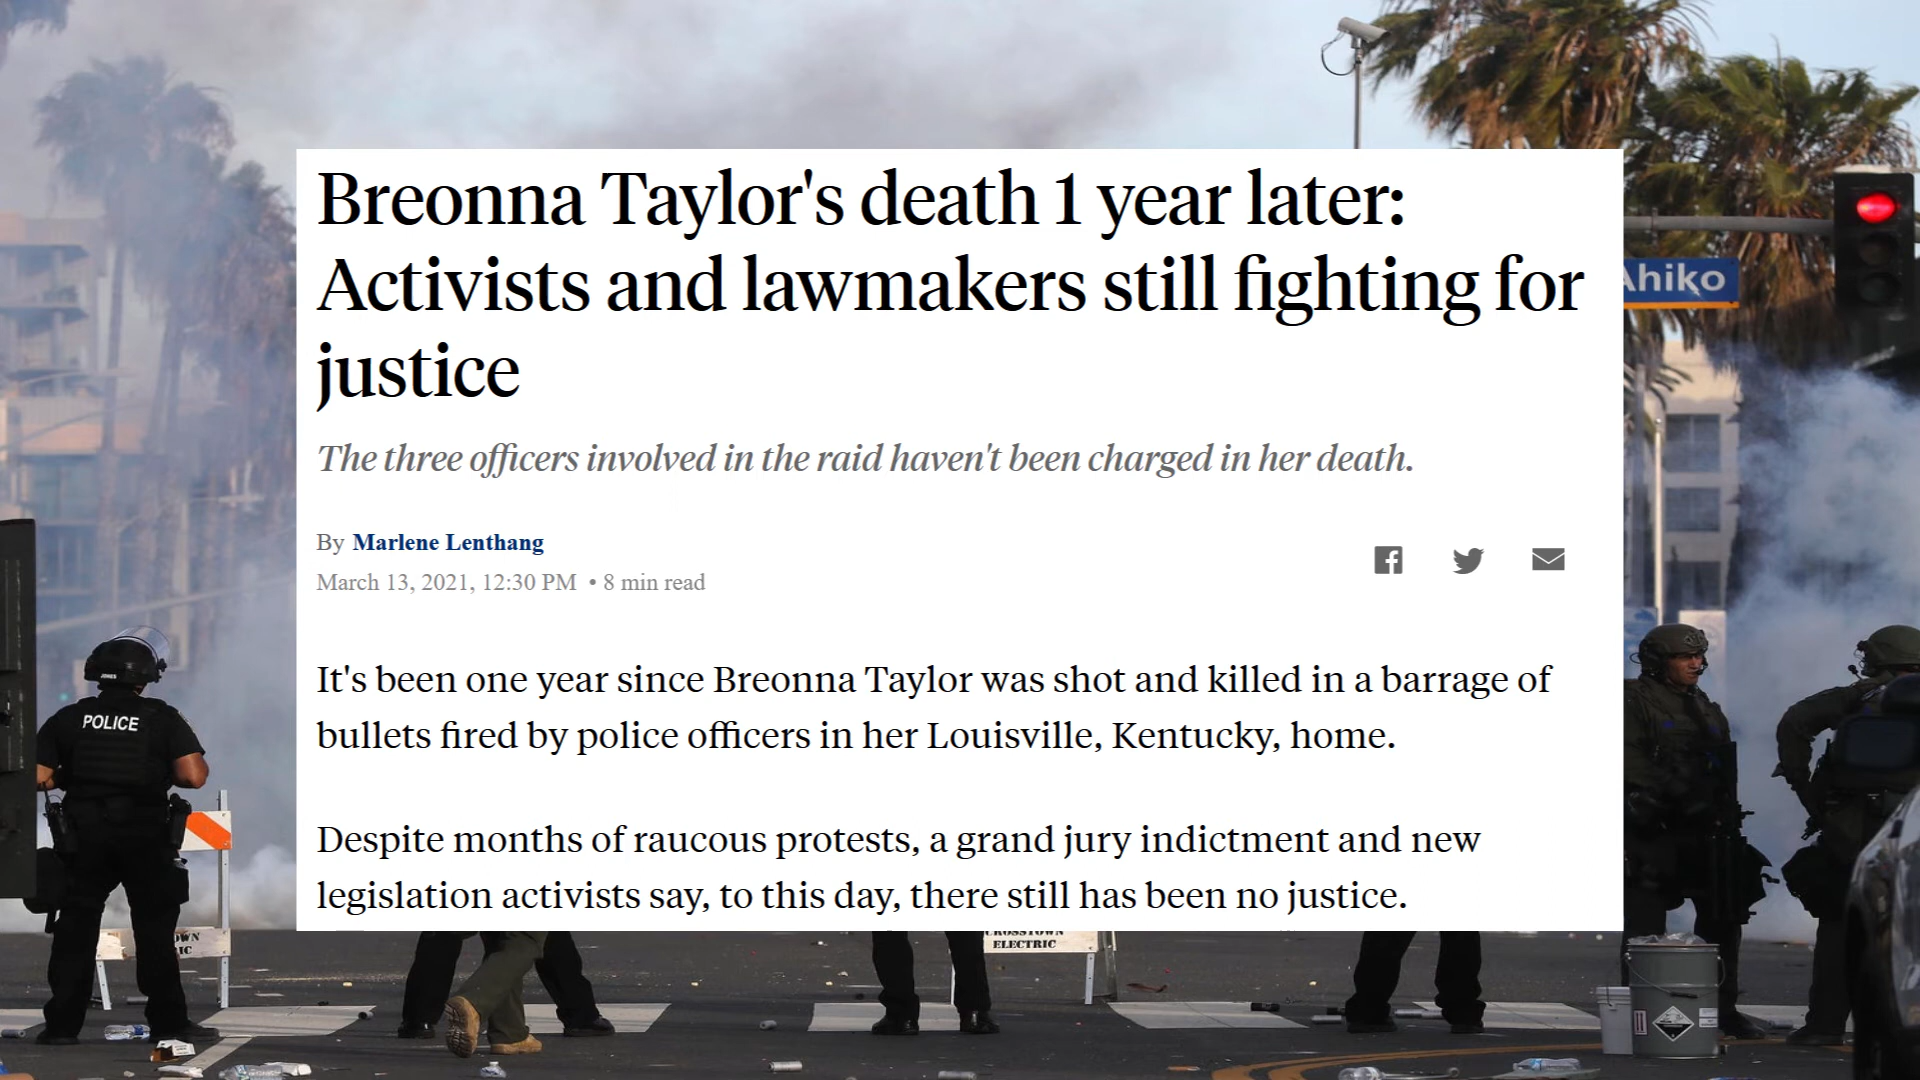 Breonna Taylor's death 1 year later:
Activists and lawmakers still fighting for
justice
The three officers involved in the raid haven't been charged in her death.
By Marlene Lenthang
March 13, 2021, 12:30 PM • 8 min read
It's been one year since Breonna Taylor was shot and killed in a barrage of
bullets fired by police officers in her Louisville, Kentucky, home.
Despite months of raucous protests, a grand jury indictment and new
legislation activists say, to this day, there still has been no justice.
Ahiko
POLICE
CROSSTOWN
ELECTRIC